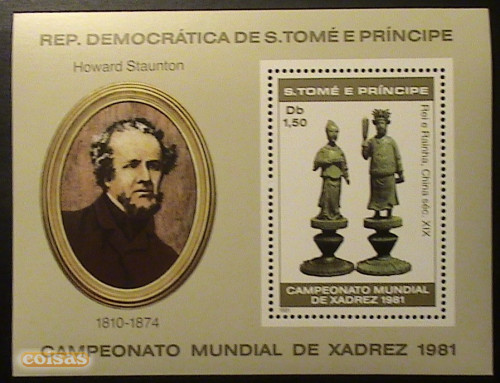 REP. DEMOCRÁTICA DE S.TOMÉ E PRÍNCIPE
Howard Staunton
1810-1874
S.TOMÉ E PRÍNCIPE
Db
1,50
Rei e Rainha, China séc. XIX
CAMPEONATO MUNDIAL
DE XADREZ 1981
1981
CAMPEONATO MUNDIAL DE XADREZ 1981
coisas